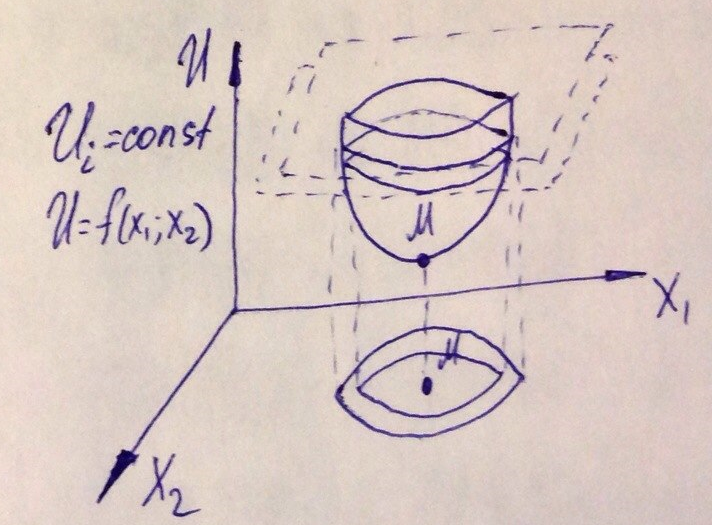 U
Uᵢ=const
U=f(x₁;x₂)
M
X₁
M
X₂